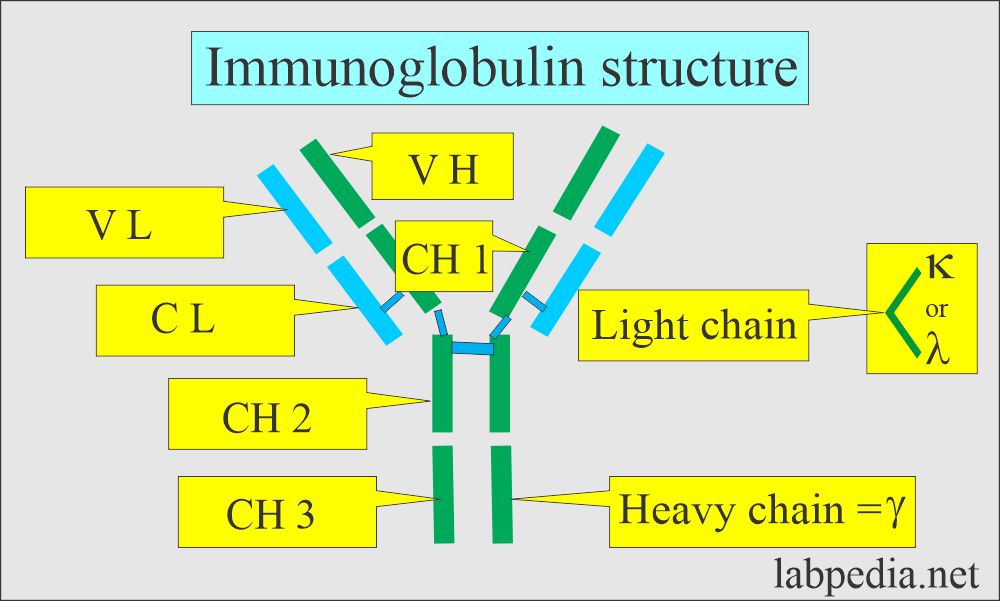 Immunoglobulin structure
V H
V L
CH 1
κ
or
λ
C L
Light chain
CH 2
CH 3
Heavy chain =γ
labpedia.net